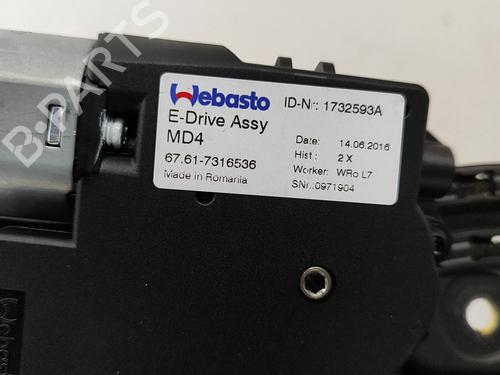 Webasto
E-Drive Assy
MD4
67.61-7316536
Made in Romania
ID-Nr: 1732593A
Date: 14.06.2016
Hist.: 2 X
Worker: WRo L7
SNr.:0971904
B-PARTS
Webasto